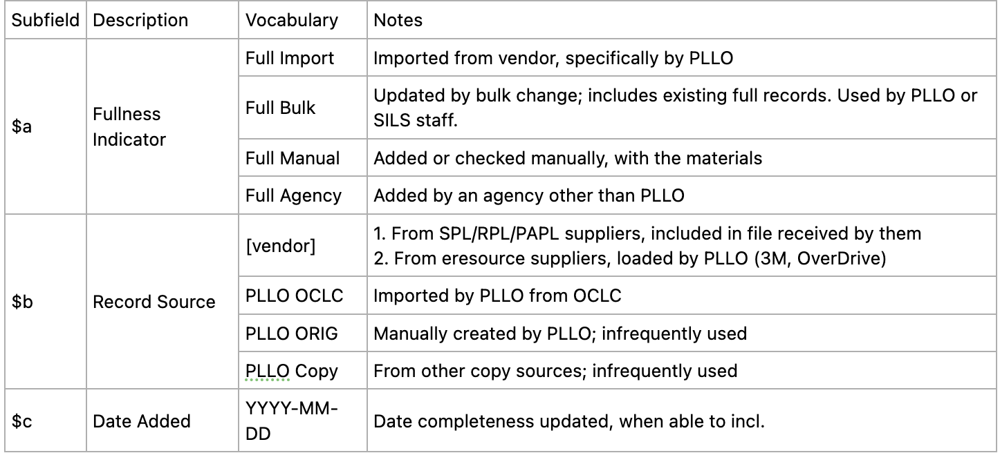 Subfield Description Vocabulary Notes
$a Fullness Indicator Full Import Imported from vendor, specifically by PLLO
Full Bulk Updated by bulk change; includes existing full records. Used by PLLO or
SILS staff.
Full Manual Added or checked manually, with the materials
Full Agency Added by an agency other than PLLO
$b Record Source [vendor] 1. From SPL/RPL/PAPL suppliers, included in file received by them
2. From eresource suppliers, loaded by PLLO (3M, OverDrive)
PLLO OCLC Imported by PLLO from OCLC
PLLO ORIG Manually created by PLLO; infrequently used
PLLO Copy From other copy sources; infrequently used
$c Date Added YYYY-MM-DD Date completeness updated, when able to incl.